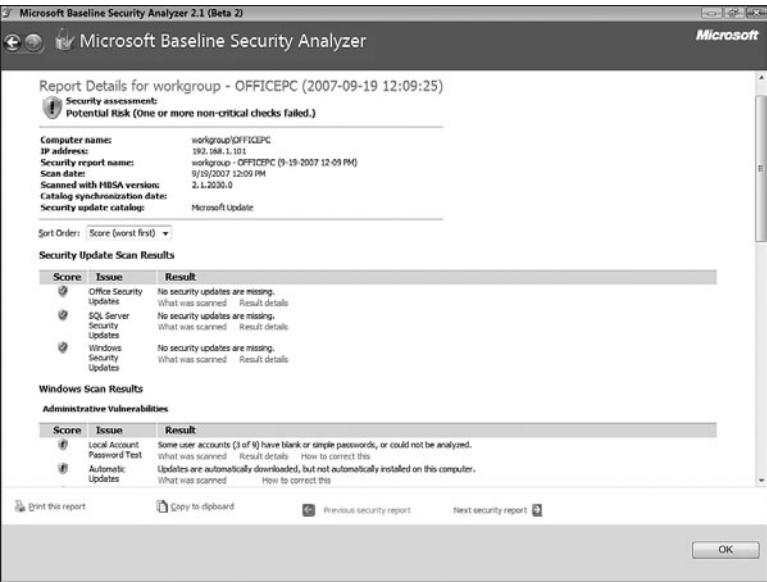 Microsoft Baseline Security Analyzer 2.1 (Beta 2)
Microsoft Baseline Security Analyzer
Microsoft
Report Details for workgroup - OFFICEPC (2007-09-19 12:09:25)
Security assessment:
Potential Risk (One or more non-critical checks failed.)
Computer name: workgroup\OFFICEPC
IP address: 192.168.1.101
Security report name: workgroup - OFFICEPC (9-19-2007 12-09 PM)
Scan date: 9/19/2007 12:09 PM
Scanned with MBSA version: 2.1.2030.0
Catalog synchronization date:
Security update catalog: Microsoft Update
Sort Order: Score (worst first)
Security Update Scan Results
Score Issue Result
Office Security No security updates are missing.
Updates What was scanned Result details
SQL Server No security updates are missing.
Security What was scanned Result details
Updates
Windows No security updates are missing.
Security What was scanned Result details
Updates
Windows Scan Results
Administrative Vulnerabilities
Score Issue Result
Local Account Some user accounts (3 of 9) have blank or simple passwords, or could not be analyzed.
Password Test What was scanned Result details How to correct this
Automatic Updates are automatically downloaded, but not automatically installed on this computer.
Updates What was scanned How to correct this
Print this report Copy to clipboard Previous security report Next security report
OK